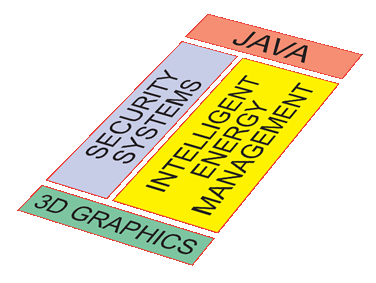 JAVA
SECURITY
SYSTEMS
INTELLIGENT
ENERGY
MANAGEMENT
3D GRAPHICS